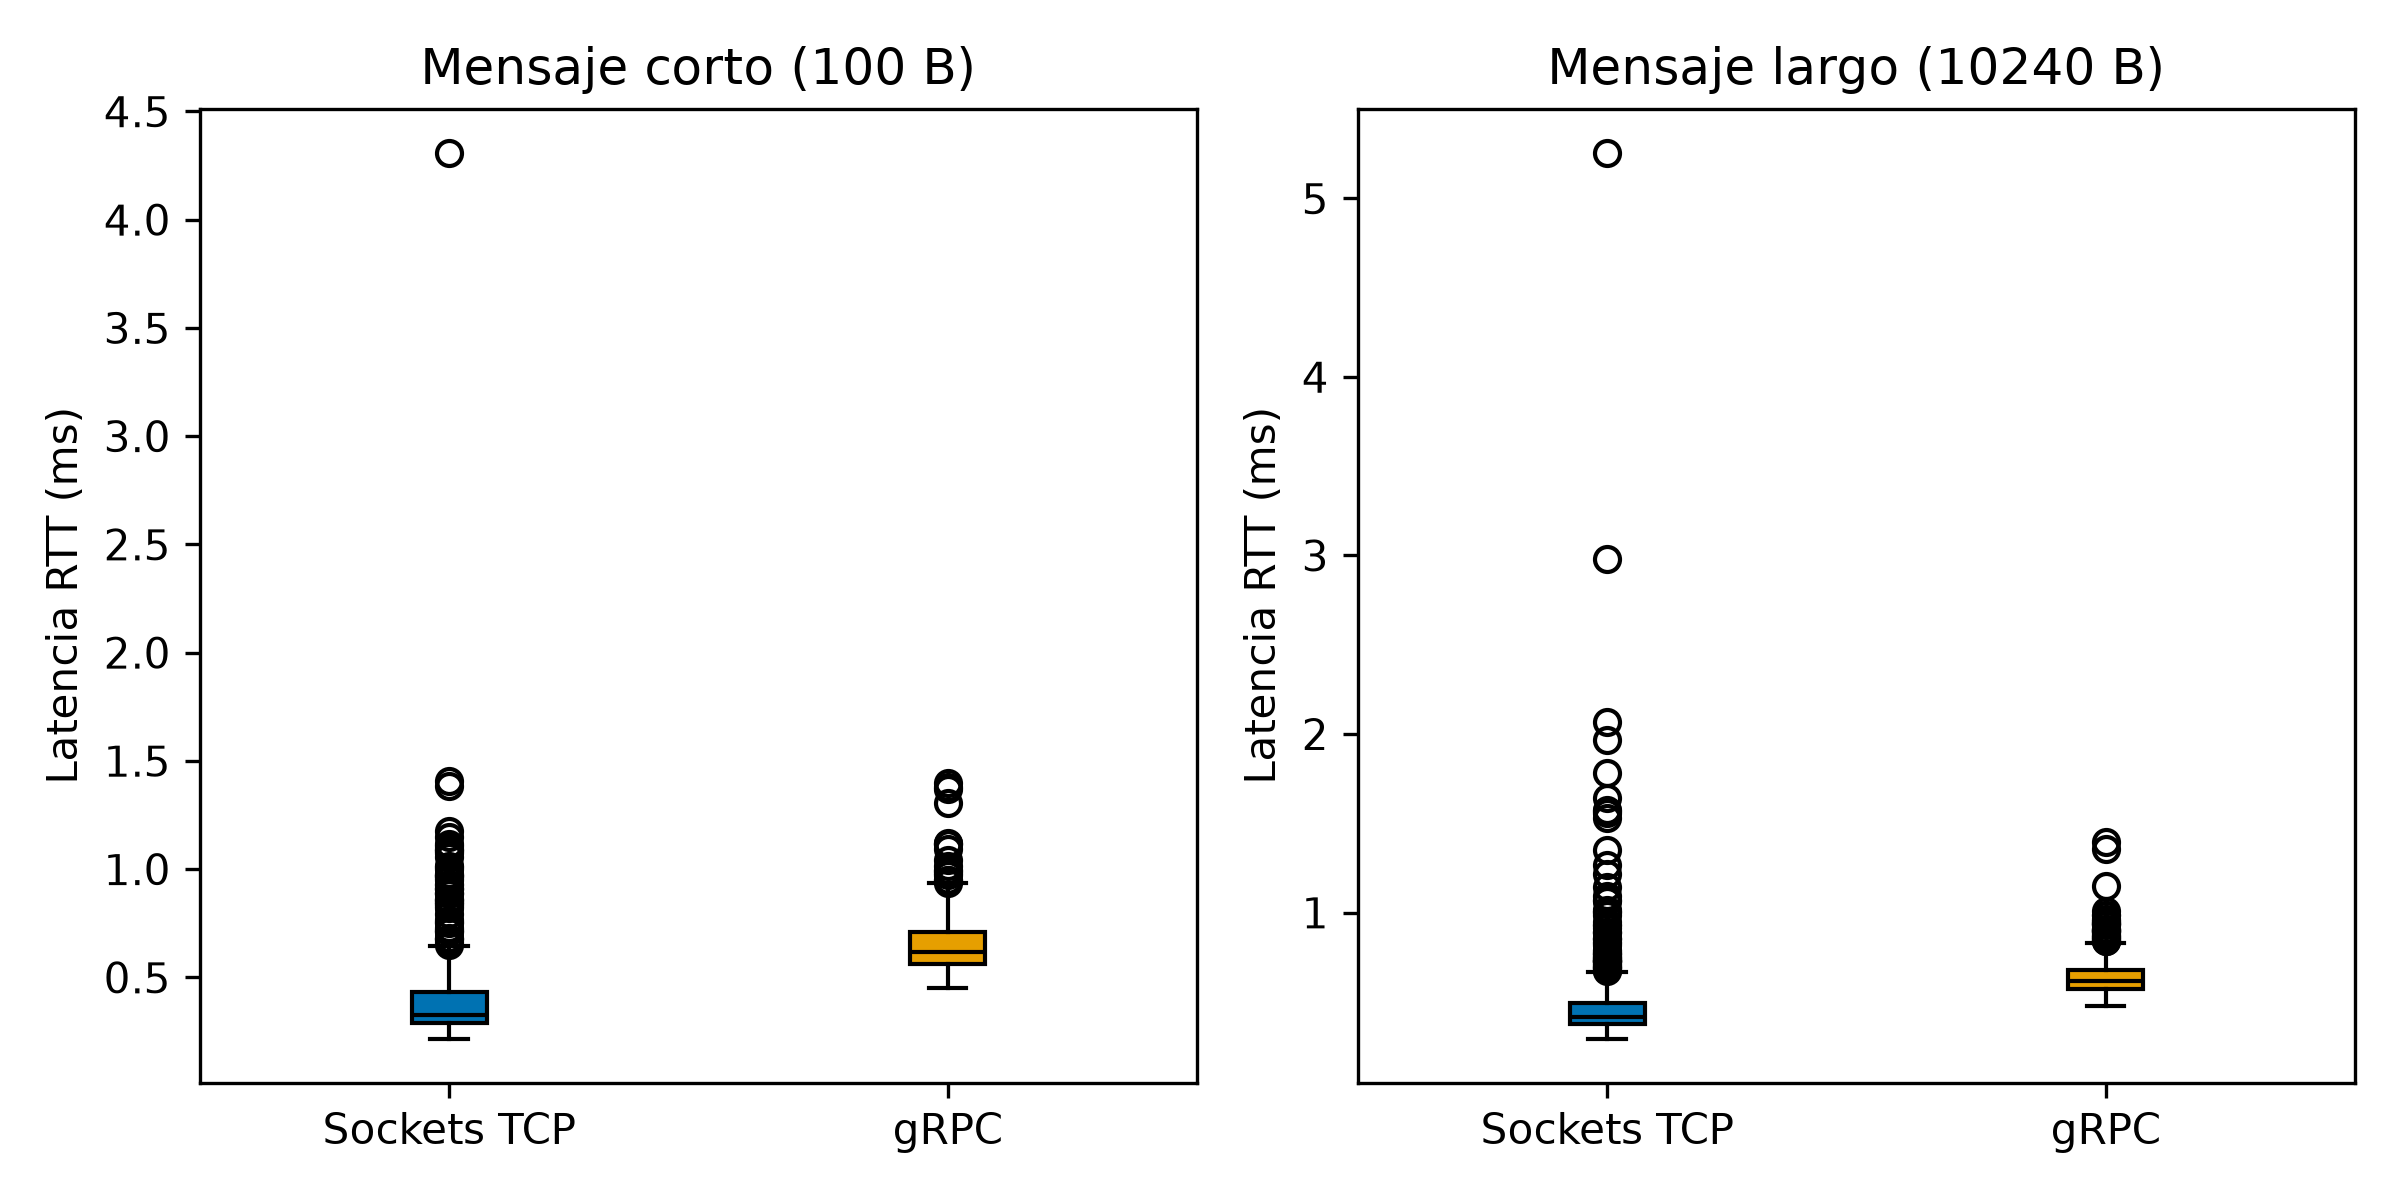 Mensaje corto (100 B)
Latencia RTT (ms)
4.5
4.0
3.5
3.0
2.5
2.0
1.5
1.0
0.5
Sockets TCP
gRPC
Mensaje largo (10240 B)
Latencia RTT (ms)
5
4
3
2
1
Sockets TCP
gRPC